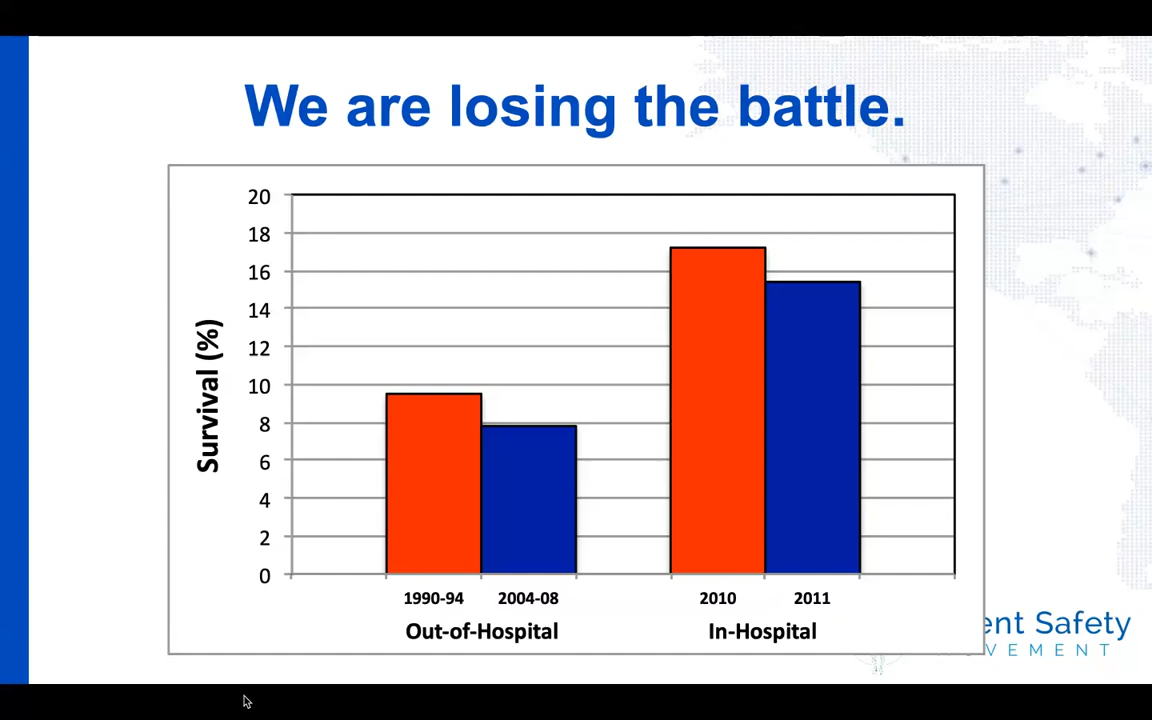 We are losing the battle.
20
18
16
14
12
10
8
6
4
2
0
Survival (%)
1990-94 2004-08 2010 2011
Out-of-Hospital In-Hospital
Safety